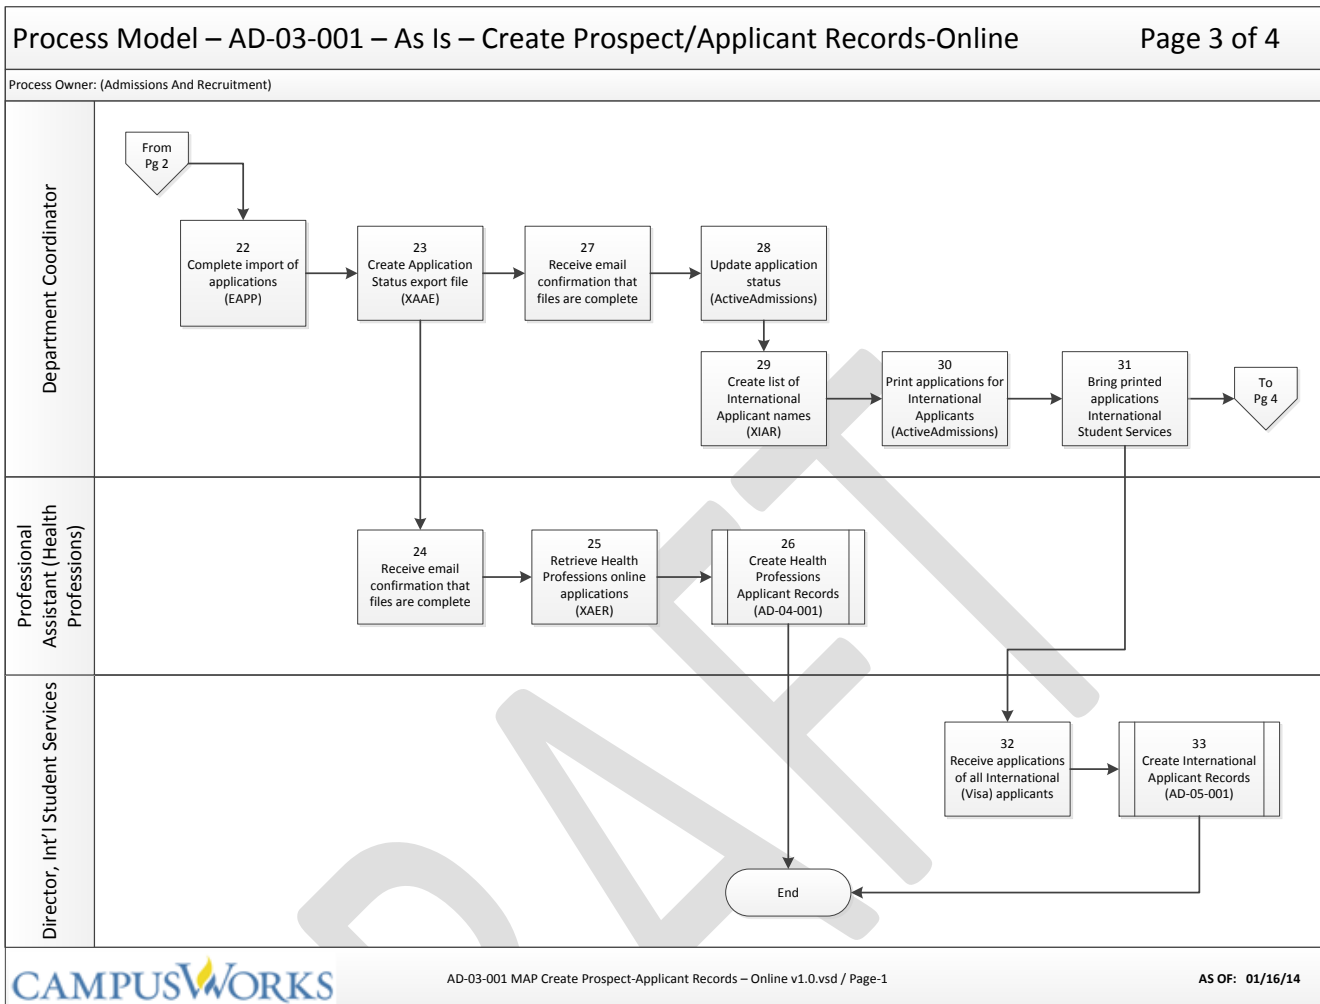 Process Model – AD-03-001 – As Is – Create Prospect/Applicant Records-Online
Page 3 of 4
Process Owner: (Admissions And Recruitment)
Department Coordinator
From
Pg 2
22
Complete import of
applications
(EAPP)
23
Create Application
Status export file
(XAAE)
27
Receive email
confirmation that
files are complete
28
Update application
status
(ActiveAdmissions)
29
Create list of
International
Applicant names
(XIAR)
30
Print applications for
International
Applicants
(ActiveAdmissions)
31
Bring printed
applications
International
Student Services
To
Pg 4
Professional
Assistant (Health
Professions)
24
Receive email
confirmation that
files are complete
25
Retrieve Health
Professions online
applications
(XAER)
26
Create Health
Professions
Applicant Records
(AD-04-001)
Director, Int'l Student Services
32
Receive applications
of all International
(Visa) applicants
33
Create International
Applicant Records
(AD-05-001)
End
DRAFT
CAMPUSWORKS
AD-03-001 MAP Create Prospect-Applicant Records – Online v1.0.vsd / Page-1
AS OF: 01/16/14